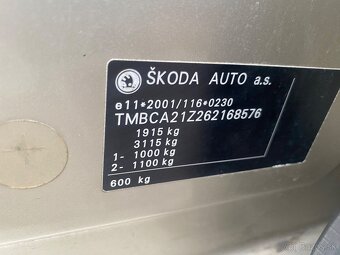 ŠKODA AUTO a.s.
e11*2001/116*0230
TMBCA21Z262168576
1915 kg
3115 kg
1- 1000 kg
2- 1100 kg
600 kg